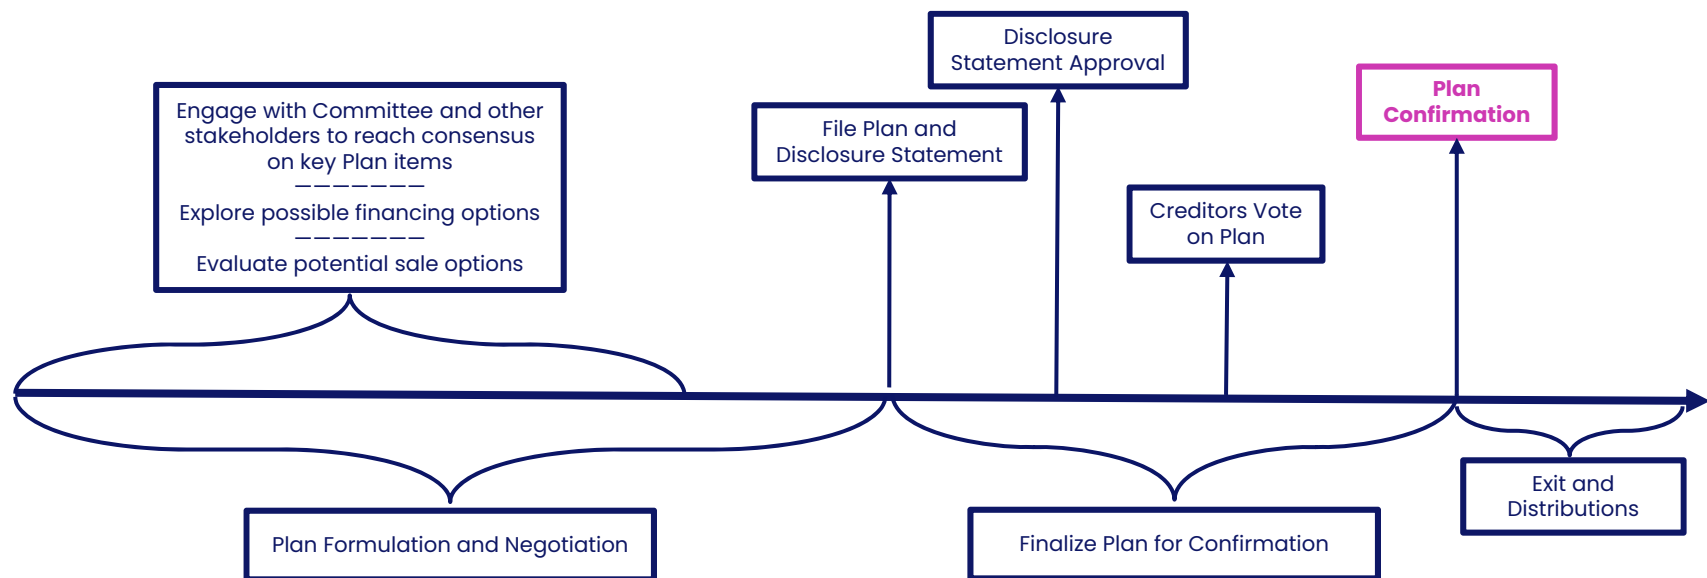 Disclosure
Statement Approval
Plan
Confirmation
Engage with Committee and other
stakeholders to reach consensus
on key Plan items
———————
Explore possible financing options
———————
Evaluate potential sale options
File Plan and
Disclosure Statement
Creditors Vote
on Plan
Exit and
Distributions
Plan Formulation and Negotiation
Finalize Plan for Confirmation